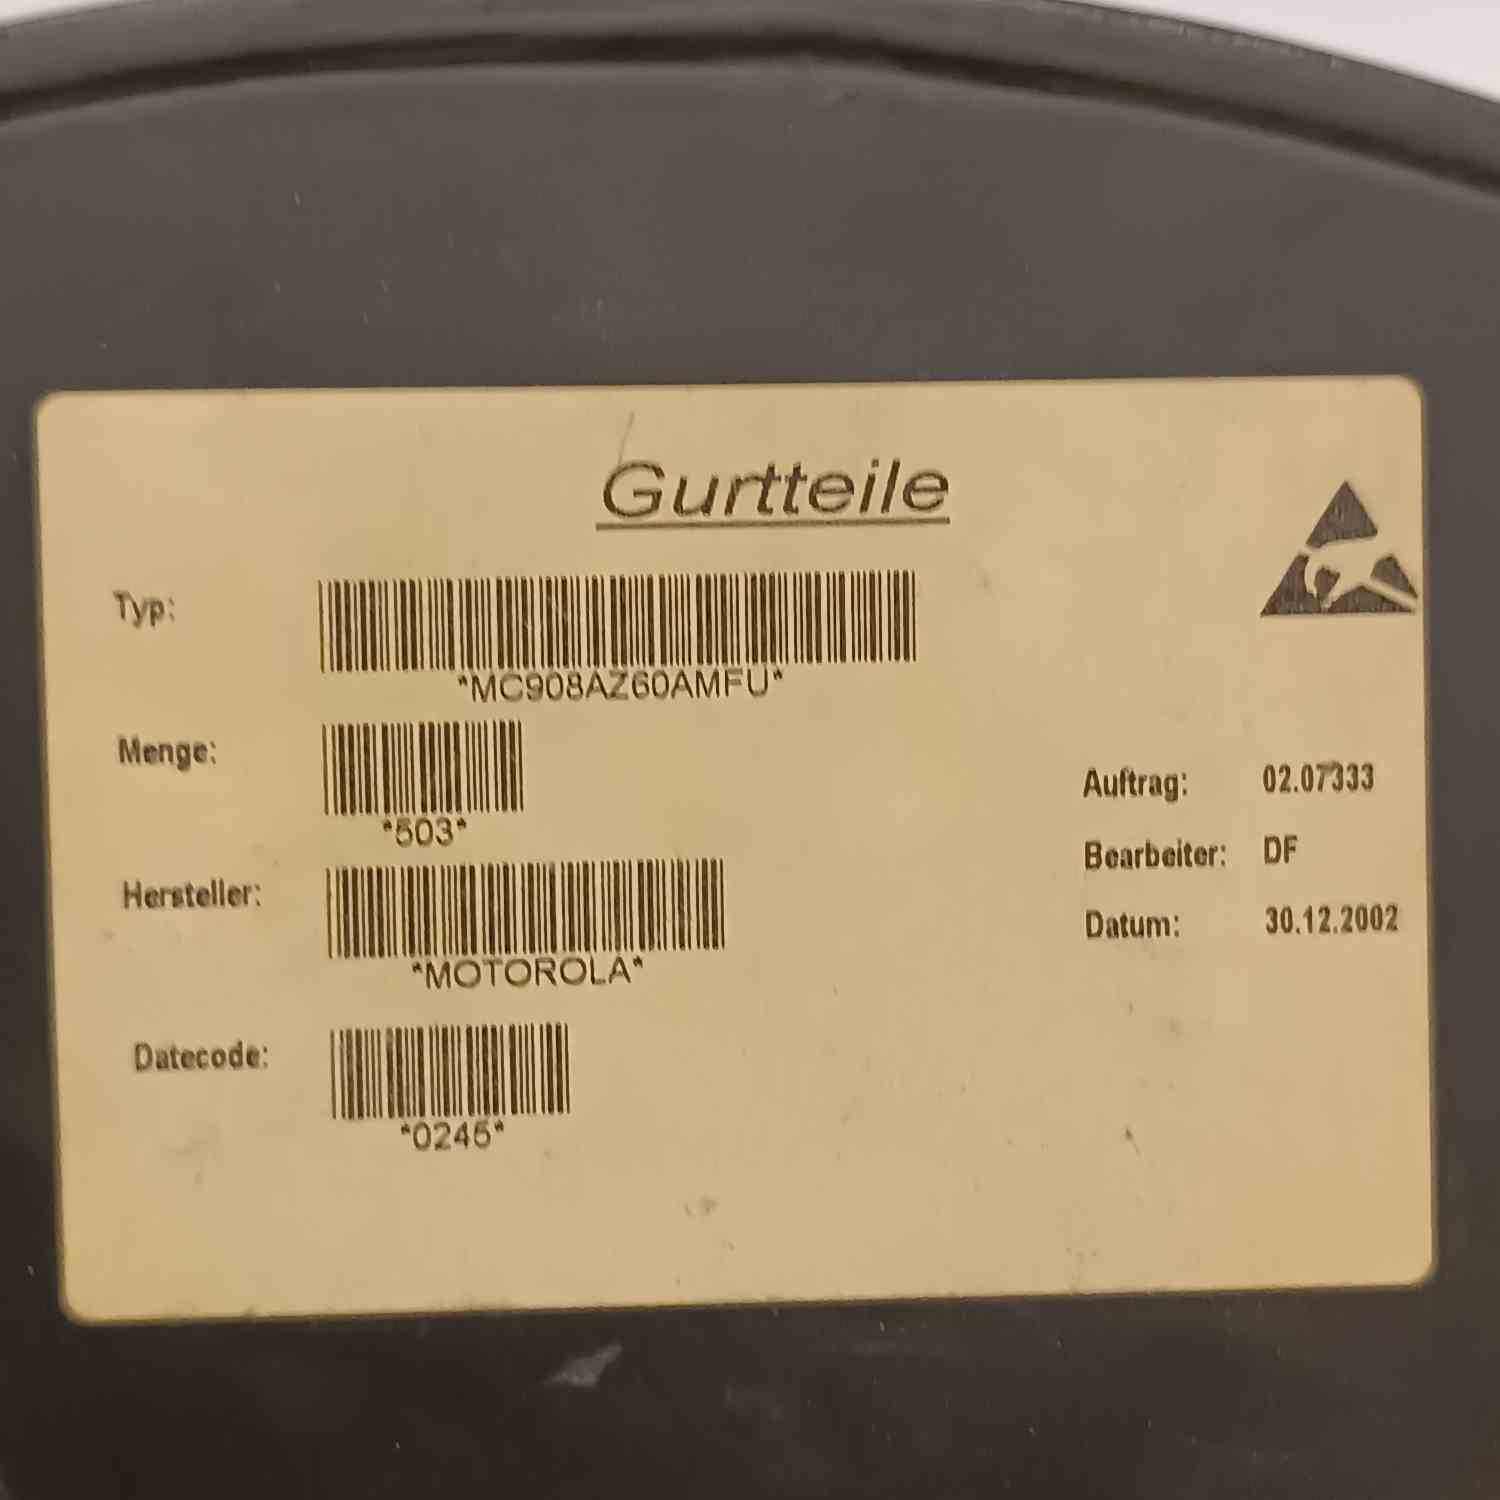 Gurtteile
Typ:
*MC908AZ60AMFU*
Menge:
*503*
Hersteller:
*MOTOROLA*
Datecode:
*0245*
Auftrag: 02.07333
Bearbeiter: DF
Datum: 30.12.2002